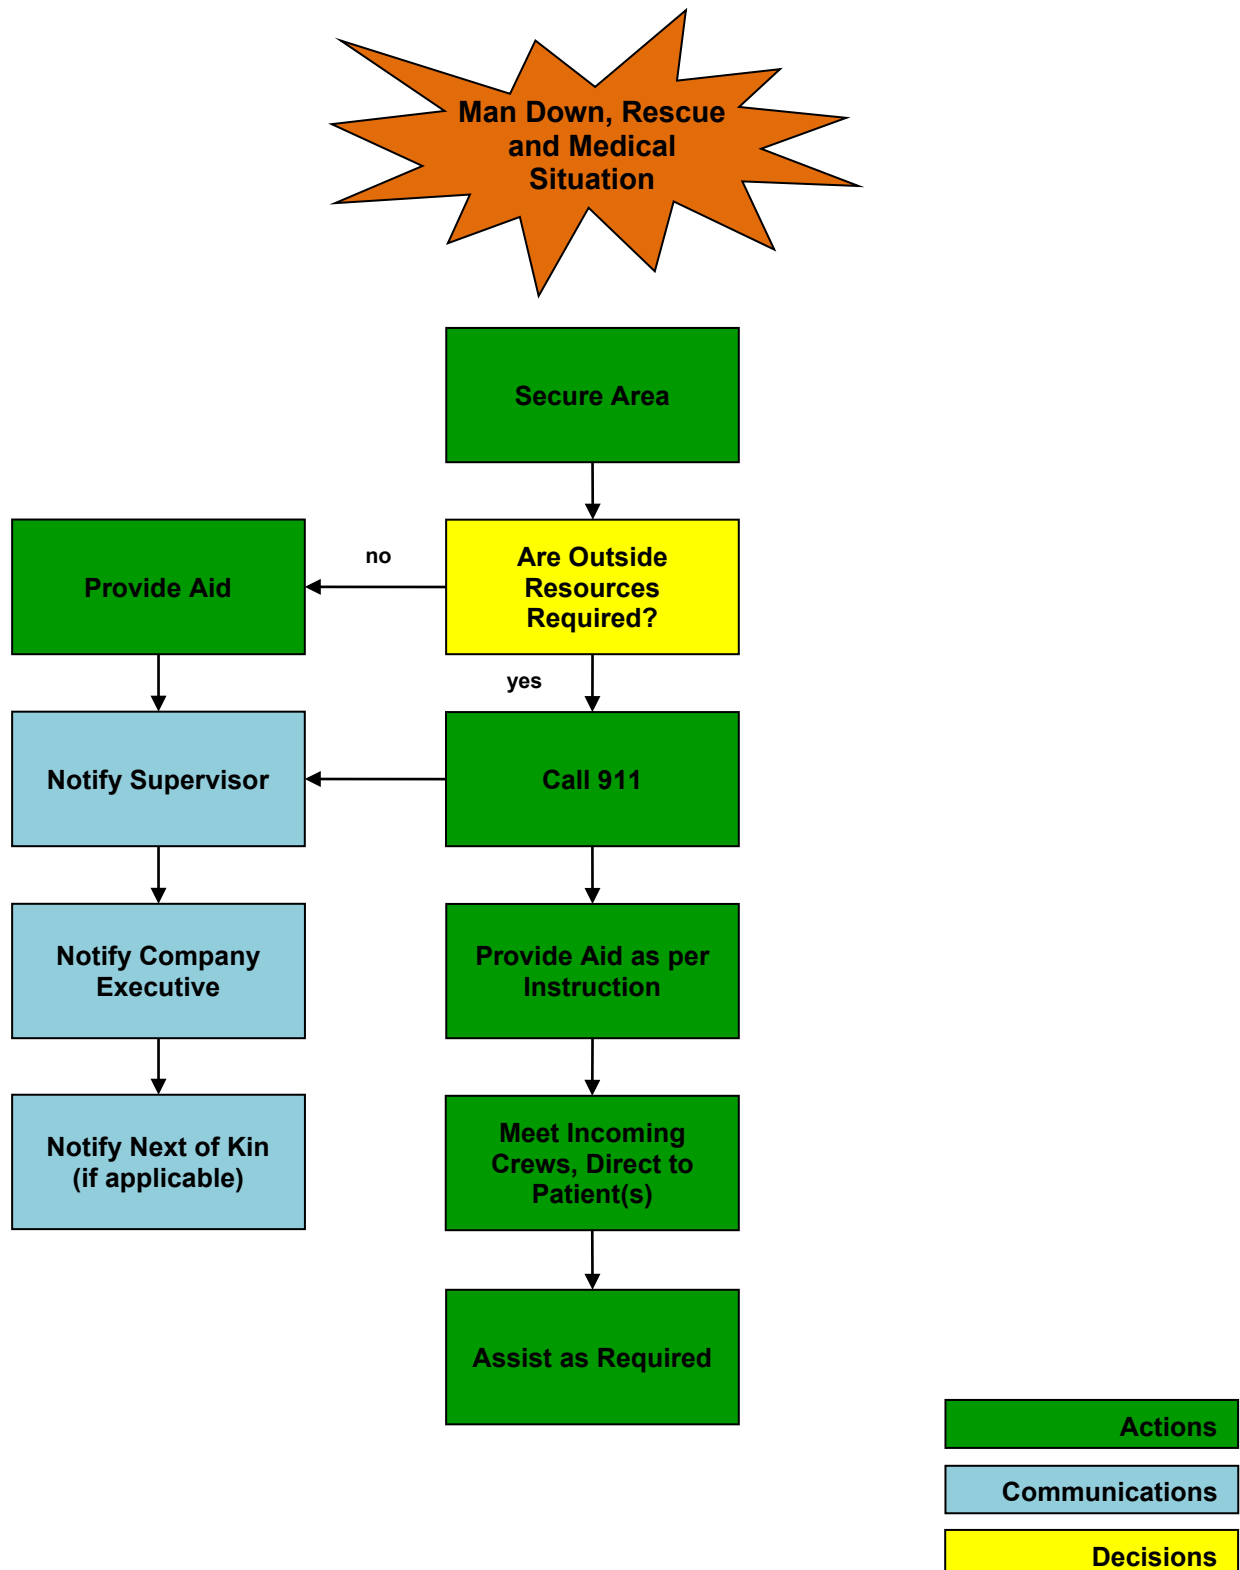 Man Down, Rescue
and Medical
Situation
Secure Area
Provide Aid
no
Are Outside
Resources
Required?
yes
Notify Supervisor
Call 911
Notify Company
Executive
Provide Aid as per
Instruction
Notify Next of Kin
(if applicable)
Meet Incoming
Crews, Direct to
Patient(s)
Assist as Required
Actions
Communications
Decisions